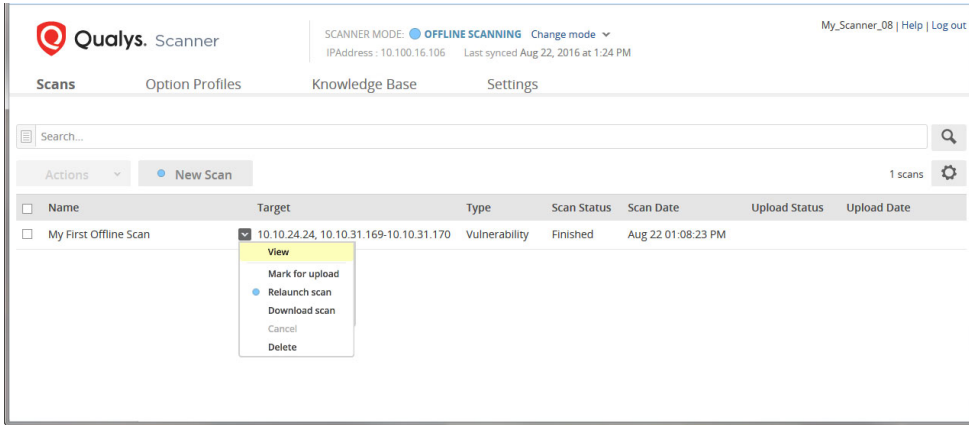 Qualys. Scanner
SCANNER MODE: OFFLINE SCANNING Change mode
IPAddress : 10.100.16.106 Last synced Aug 22, 2016 at 1:24 PM
My_Scanner_08 | Help | Log out
Scans Option Profiles Knowledge Base Settings
Search...
Actions New Scan 1 scans
Name Target Type Scan Status Scan Date Upload Status Upload Date
My First Offline Scan 10.10.24.24, 10.10.31.169-10.10.31.170 Vulnerability Finished Aug 22 01:08:23 PM
View
Mark for upload
Relaunch scan
Download scan
Cancel
Delete